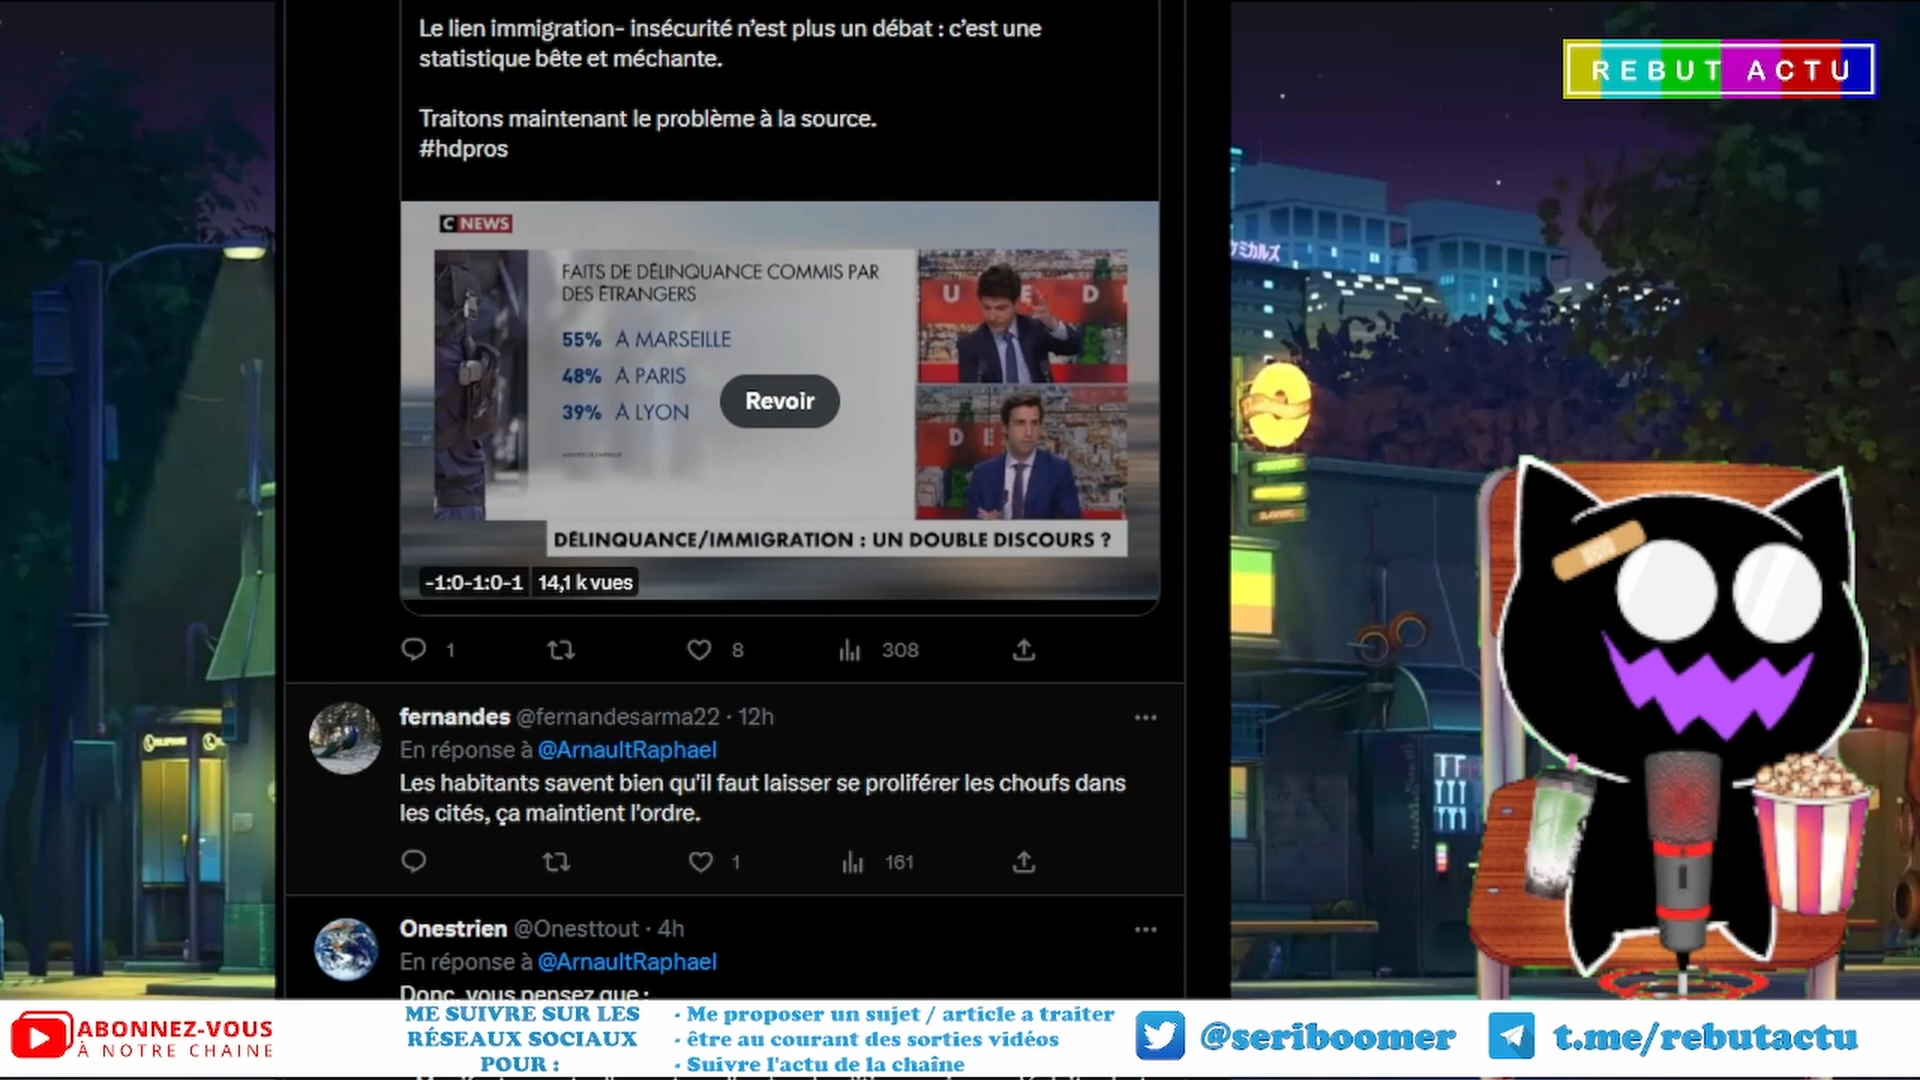 Le lien immigration- insécurité n'est plus un débat : c'est une
statistique bête et méchante.
Traitons maintenant le problème à la source.
#hdpros
REBUT ACTU
C NEWS
FAITS DE DÉLINQUANCE COMMIS PAR
DES ÉTRANGERS
55% À MARSEILLE
48% À PARIS
39% À LYON
Revoir
DÉLINQUANCE/IMMIGRATION : UN DOUBLE DISCOURS ?
-1:0-1:0-1 14,1 k vues
1 8 308
fernandes @fernandesarma22 · 12h
En réponse à @ArnaultRaphael
Les habitants savent bien qu'il faut laisser se proliférer les choufs dans
les cités, ça maintient l'ordre.
1 161
Onestrien @Onesttout · 4h
En réponse à @ArnaultRaphael
Donc, vous pensez que :
ABONNEZ-VOUS
À NOTRE CHAINE
ME SUIVRE SUR LES
RÉSEAUX SOCIAUX
POUR :
- Me proposer un sujet / article a traiter
- être au courant des sorties vidéos
- Suivre l'actu de la chaîne
@seriboomer
t.me/rebutactu